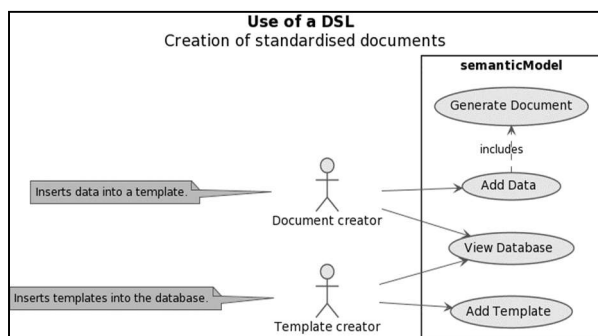 Use of a DSL
Creation of standardised documents
semanticModel
Generate Document
includes
Inserts data into a template.
Add Data
Document creator
View Database
Inserts templates into the database.
Add Template
Template creator